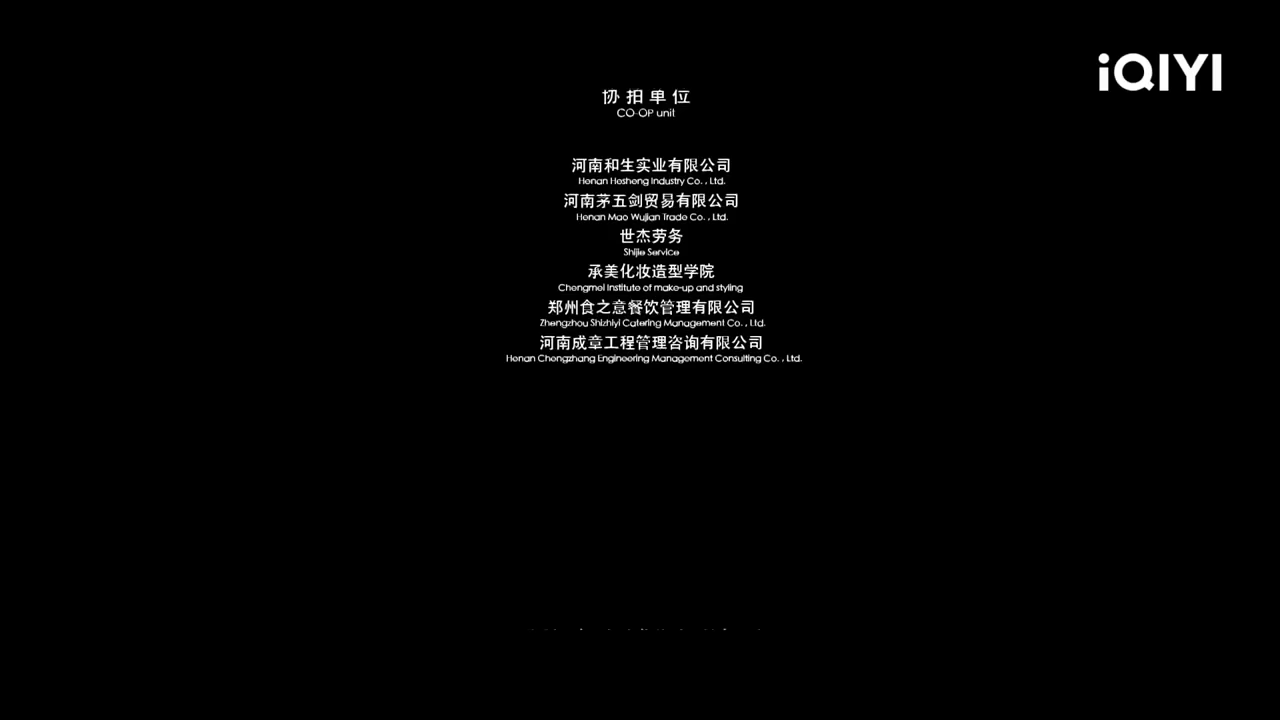 iQIYI
协拍单位
CO-OP unit
河南和生实业有限公司
Henan Hesheng Industry Co. , Ltd.
河南茅五剑贸易有限公司
Henan Mao Wujian Trade Co. , Ltd.
世杰劳务
Shijie Service
承美化妆造型学院
Chengmei Institute of make-up and styling
郑州食之意餐饮管理有限公司
Zhengzhou Shizhiyi Catering Management Co. , Ltd.
河南成章工程管理咨询有限公司
Henan Chengzhang Engineering Management Consulting Co. , Ltd.